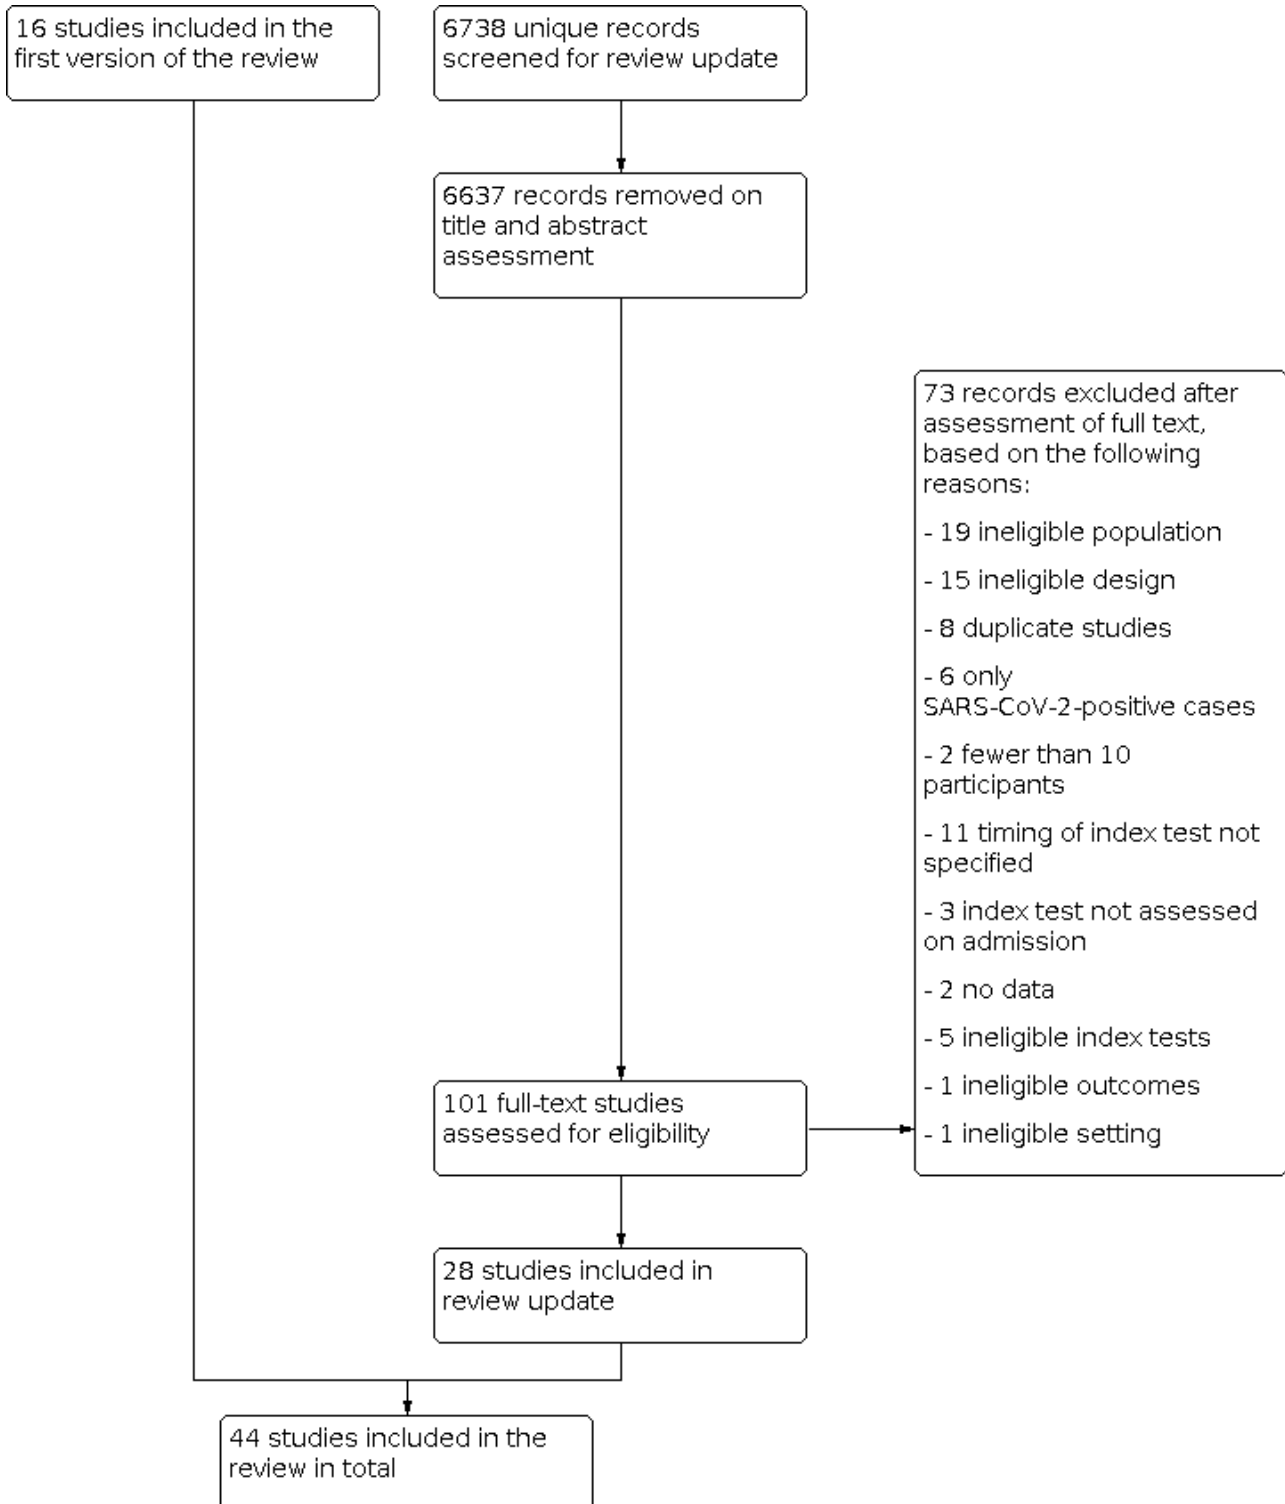 16 studies included in the
first version of the review
6738 unique records
screened for review update
6637 records removed on
title and abstract
assessment
73 records excluded after
assessment of full text,
based on the following
reasons:
- 19 ineligible population
- 15 ineligible design
- 8 duplicate studies
- 6 only
SARS-CoV-2-positive cases
- 2 fewer than 10
participants
- 11 timing of index test not
specified
- 3 index test not assessed
on admission
- 2 no data
- 5 ineligible index tests
- 1 ineligible outcomes
- 1 ineligible setting
101 full-text studies
assessed for eligibility
28 studies included in
review update
44 studies included in the
review in total